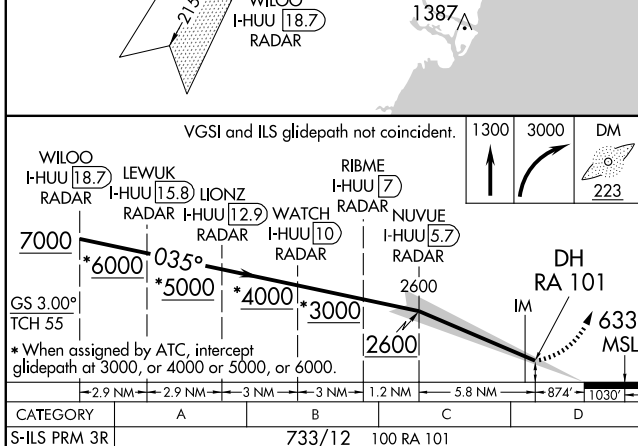 WILOO
I-HUU 18.7
RADAR
215
1387
VGSI and ILS glidepath not coincident.
1300
3000
DM
223
WILOO
I-HUU 18.7
RADAR
LEWUK
I-HUU 15.8
RADAR
LIONZ
I-HUU 12.9
RADAR
WATCH
I-HUU 10
RADAR
RIBME
I-HUU 7
RADAR
NUVUE
I-HUU 5.7
RADAR
7000
*6000
035°
*5000
*4000
*3000
2600
2600
DH
RA 101
IM
633
MSL
GS 3.00°
TCH 55
* When assigned by ATC, intercept
glidepath at 3000, or 4000 or 5000, or 6000.
2.9 NM 2.9 NM 3 NM 3 NM 1.2 NM 5.8 NM 874' 1030'
CATEGORY A B C D
S-ILS PRM 3R 733/12 100 RA 101